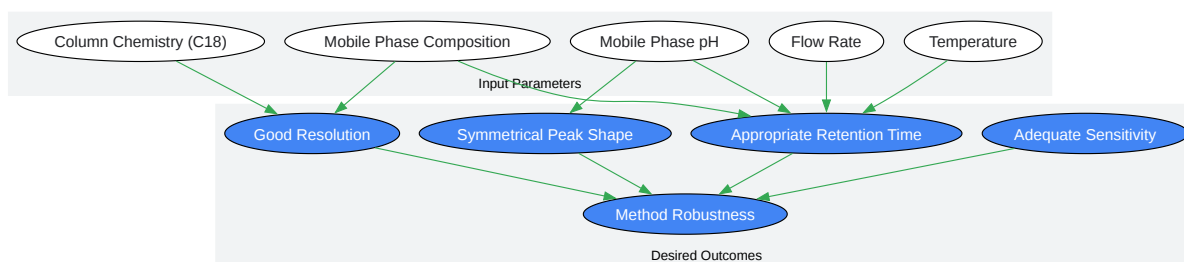 Column Chemistry (C18)
Mobile Phase Composition
Mobile Phase pH
Flow Rate
Temperature
Input Parameters
Good Resolution
Symmetrical Peak Shape
Appropriate Retention Time
Adequate Sensitivity
Method Robustness
Desired Outcomes